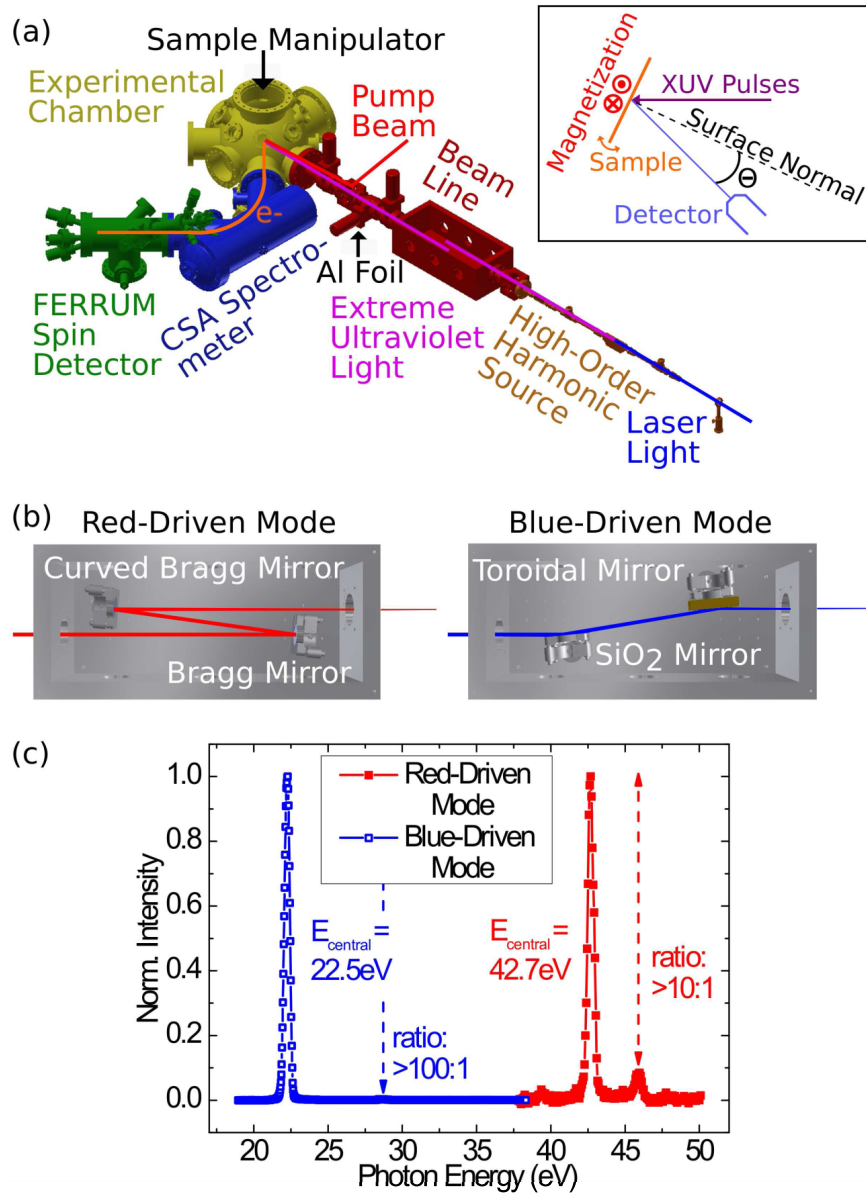 (a)
Sample Manipulator
Experimental
Chamber
Pump
Beam
Beam
Line
e-
Al Foil
FERRUM
Spin
Detector
CSA Spectro-
meter
Extreme
Ultraviolet
Light
High-Order
Harmonic
Source
Laser
Light
Magnetization
XUV Pulses
Sample
Surface Normal
Θ
Detector
(b)
Red-Driven Mode
Curved Bragg Mirror
Bragg Mirror
Blue-Driven Mode
Toroidal Mirror
SiO2 Mirror
(c)
Norm. Intensity
1.0
0.8
0.6
0.4
0.2
0.0
Red-Driven
Mode
Blue-Driven
Mode
Ecentral =
22.5eV
ratio:
>100:1
Ecentral =
42.7eV
ratio:
>10:1
20 25 30 35 40 45 50
Photon Energy (eV)